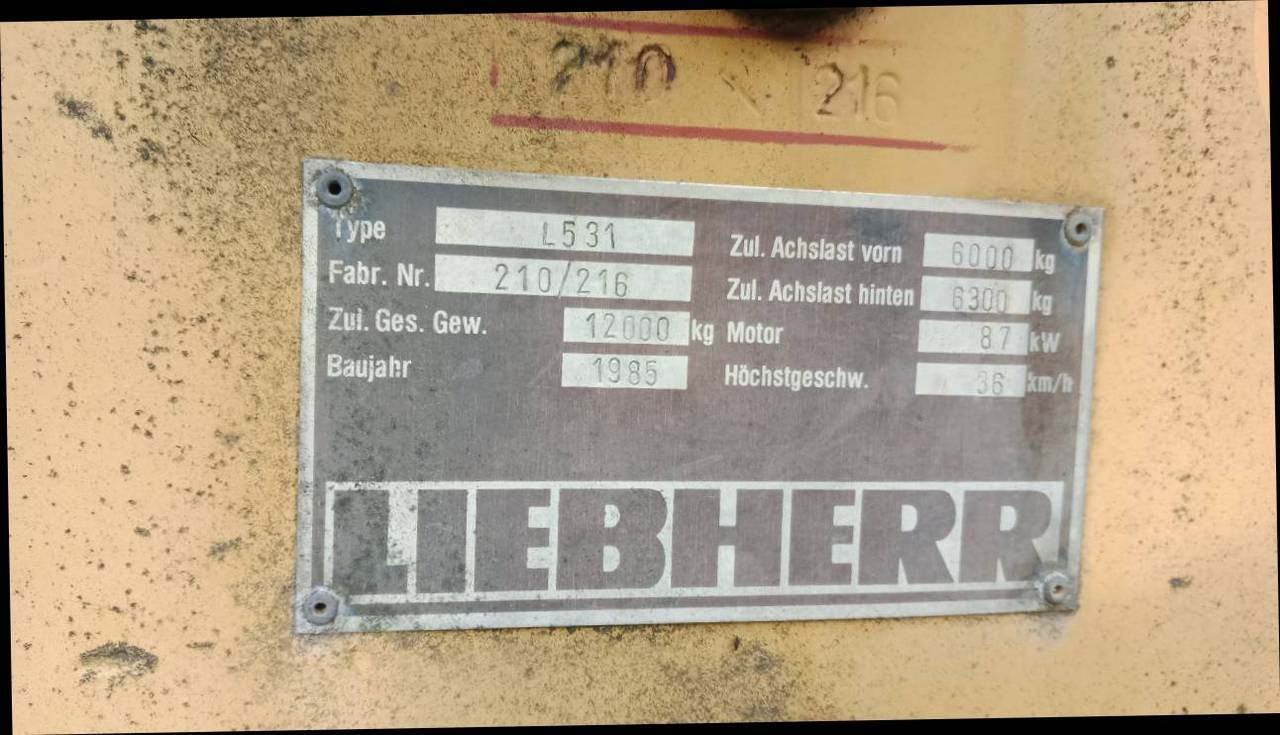 210 216
Type L531
Fabr. Nr. 210/216
Zul. Ges. Gew. 12000 kg
Baujahr 1985
Zul. Achslast vorn 6000 kg
Zul. Achslast hinten 6300 kg
Motor 87 kW
Höchstgeschw. 36 km/h
LIEBHERR